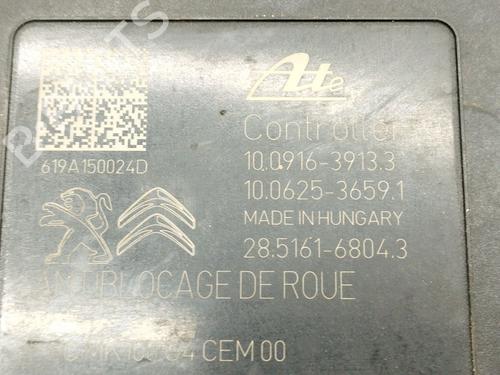 Ate
619A150024D
Controller
10.0916-3913.3
10.0625-3659.1
MADE IN HUNGARY
28.5161-6804.3
ANTIBLOCAGE DE ROUE
CEM 00